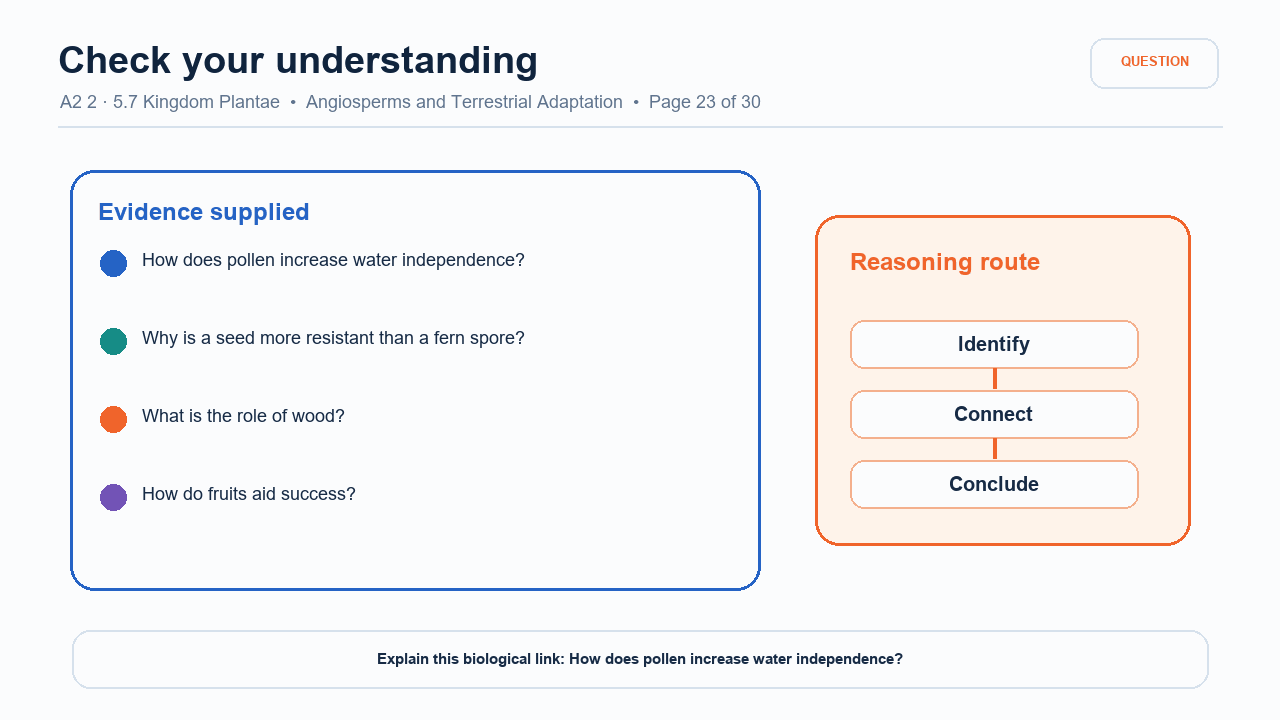 Check your understanding
QUESTION
A2 2 · 5.7 Kingdom Plantae • Angiosperms and Terrestrial Adaptation • Page 23 of 30
Evidence supplied
How does pollen increase water independence?
Why is a seed more resistant than a fern spore?
What is the role of wood?
How do fruits aid success?
Reasoning route
Identify
Connect
Conclude
Explain this biological link: How does pollen increase water independence?